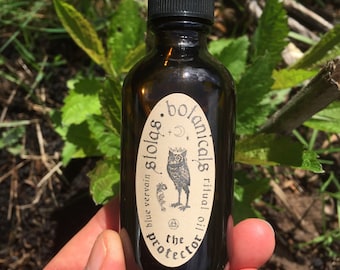 stolas • botanicals
blue vervain
ritual oil
the
protector